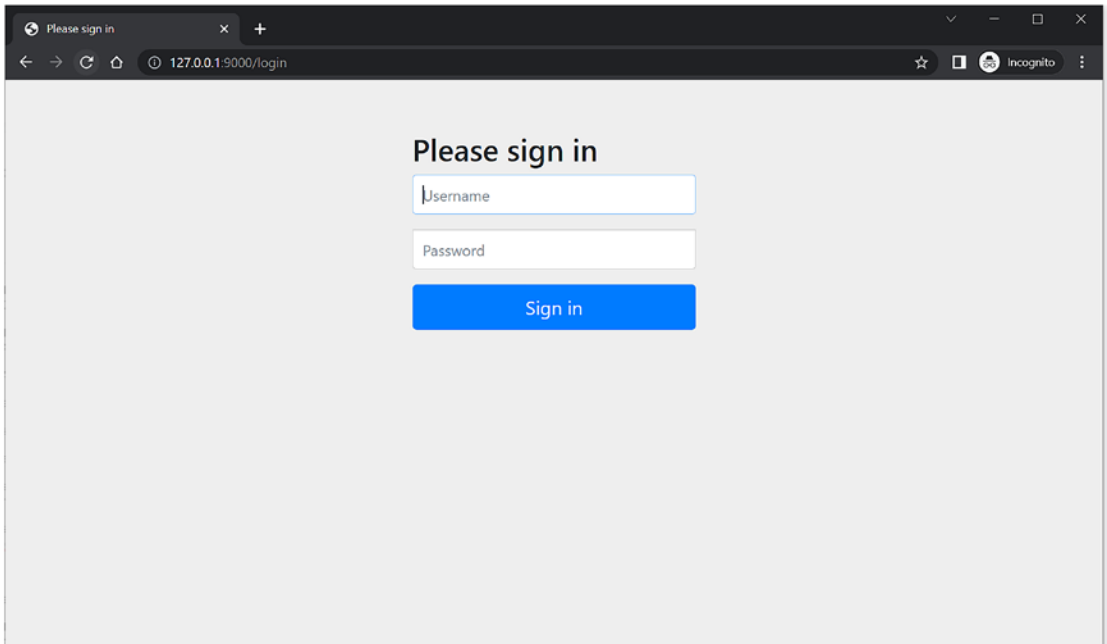 Please sign in
127.0.0.1:9000/login
Incognito
Please sign in
Username
Password
Sign in